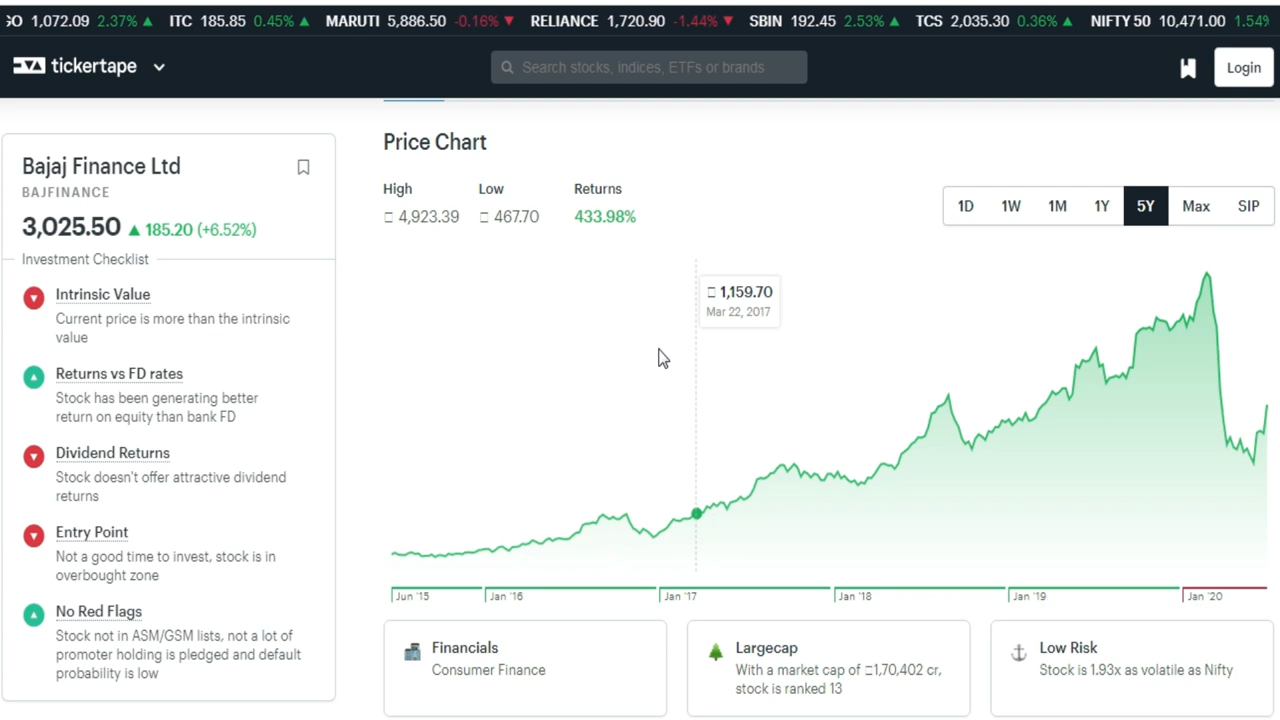 GO 1,072.09 2.37% ▲ ITC 185.85 0.45% ▲ MARUTI 5,886.50 -0.16% ▼ RELIANCE 1,720.90 -1.44% ▼ SBIN 192.45 2.53% ▲ TCS 2,035.30 0.36% ▲ NIFTY 50 10,471.00 1.54%
tickertape
Search stocks, indices, ETFs or brands
Login
Bajaj Finance Ltd
BAJFINANCE
3,025.50 ▲ 185.20 (+6.52%)
Investment Checklist
Intrinsic Value
Current price is more than the intrinsic
value
Returns vs FD rates
Stock has been generating better
return on equity than bank FD
Dividend Returns
Stock doesn't offer attractive dividend
returns
Entry Point
Not a good time to invest, stock is in
overbought zone
No Red Flags
Stock not in ASM/GSM lists, not a lot of
promoter holding is pledged and default
probability is low
Price Chart
High Low Returns
4,923.39 467.70 433.98%
1D 1W 1M 1Y 5Y Max SIP
1,159.70
Mar 22, 2017
Jun '15 Jan '16 Jan '17 Jan '18 Jan '19 Jan '20
Financials
Consumer Finance
Largecap
With a market cap of 1,70,402 cr,
stock is ranked 13
Low Risk
Stock is 1.93x as volatile as Nifty